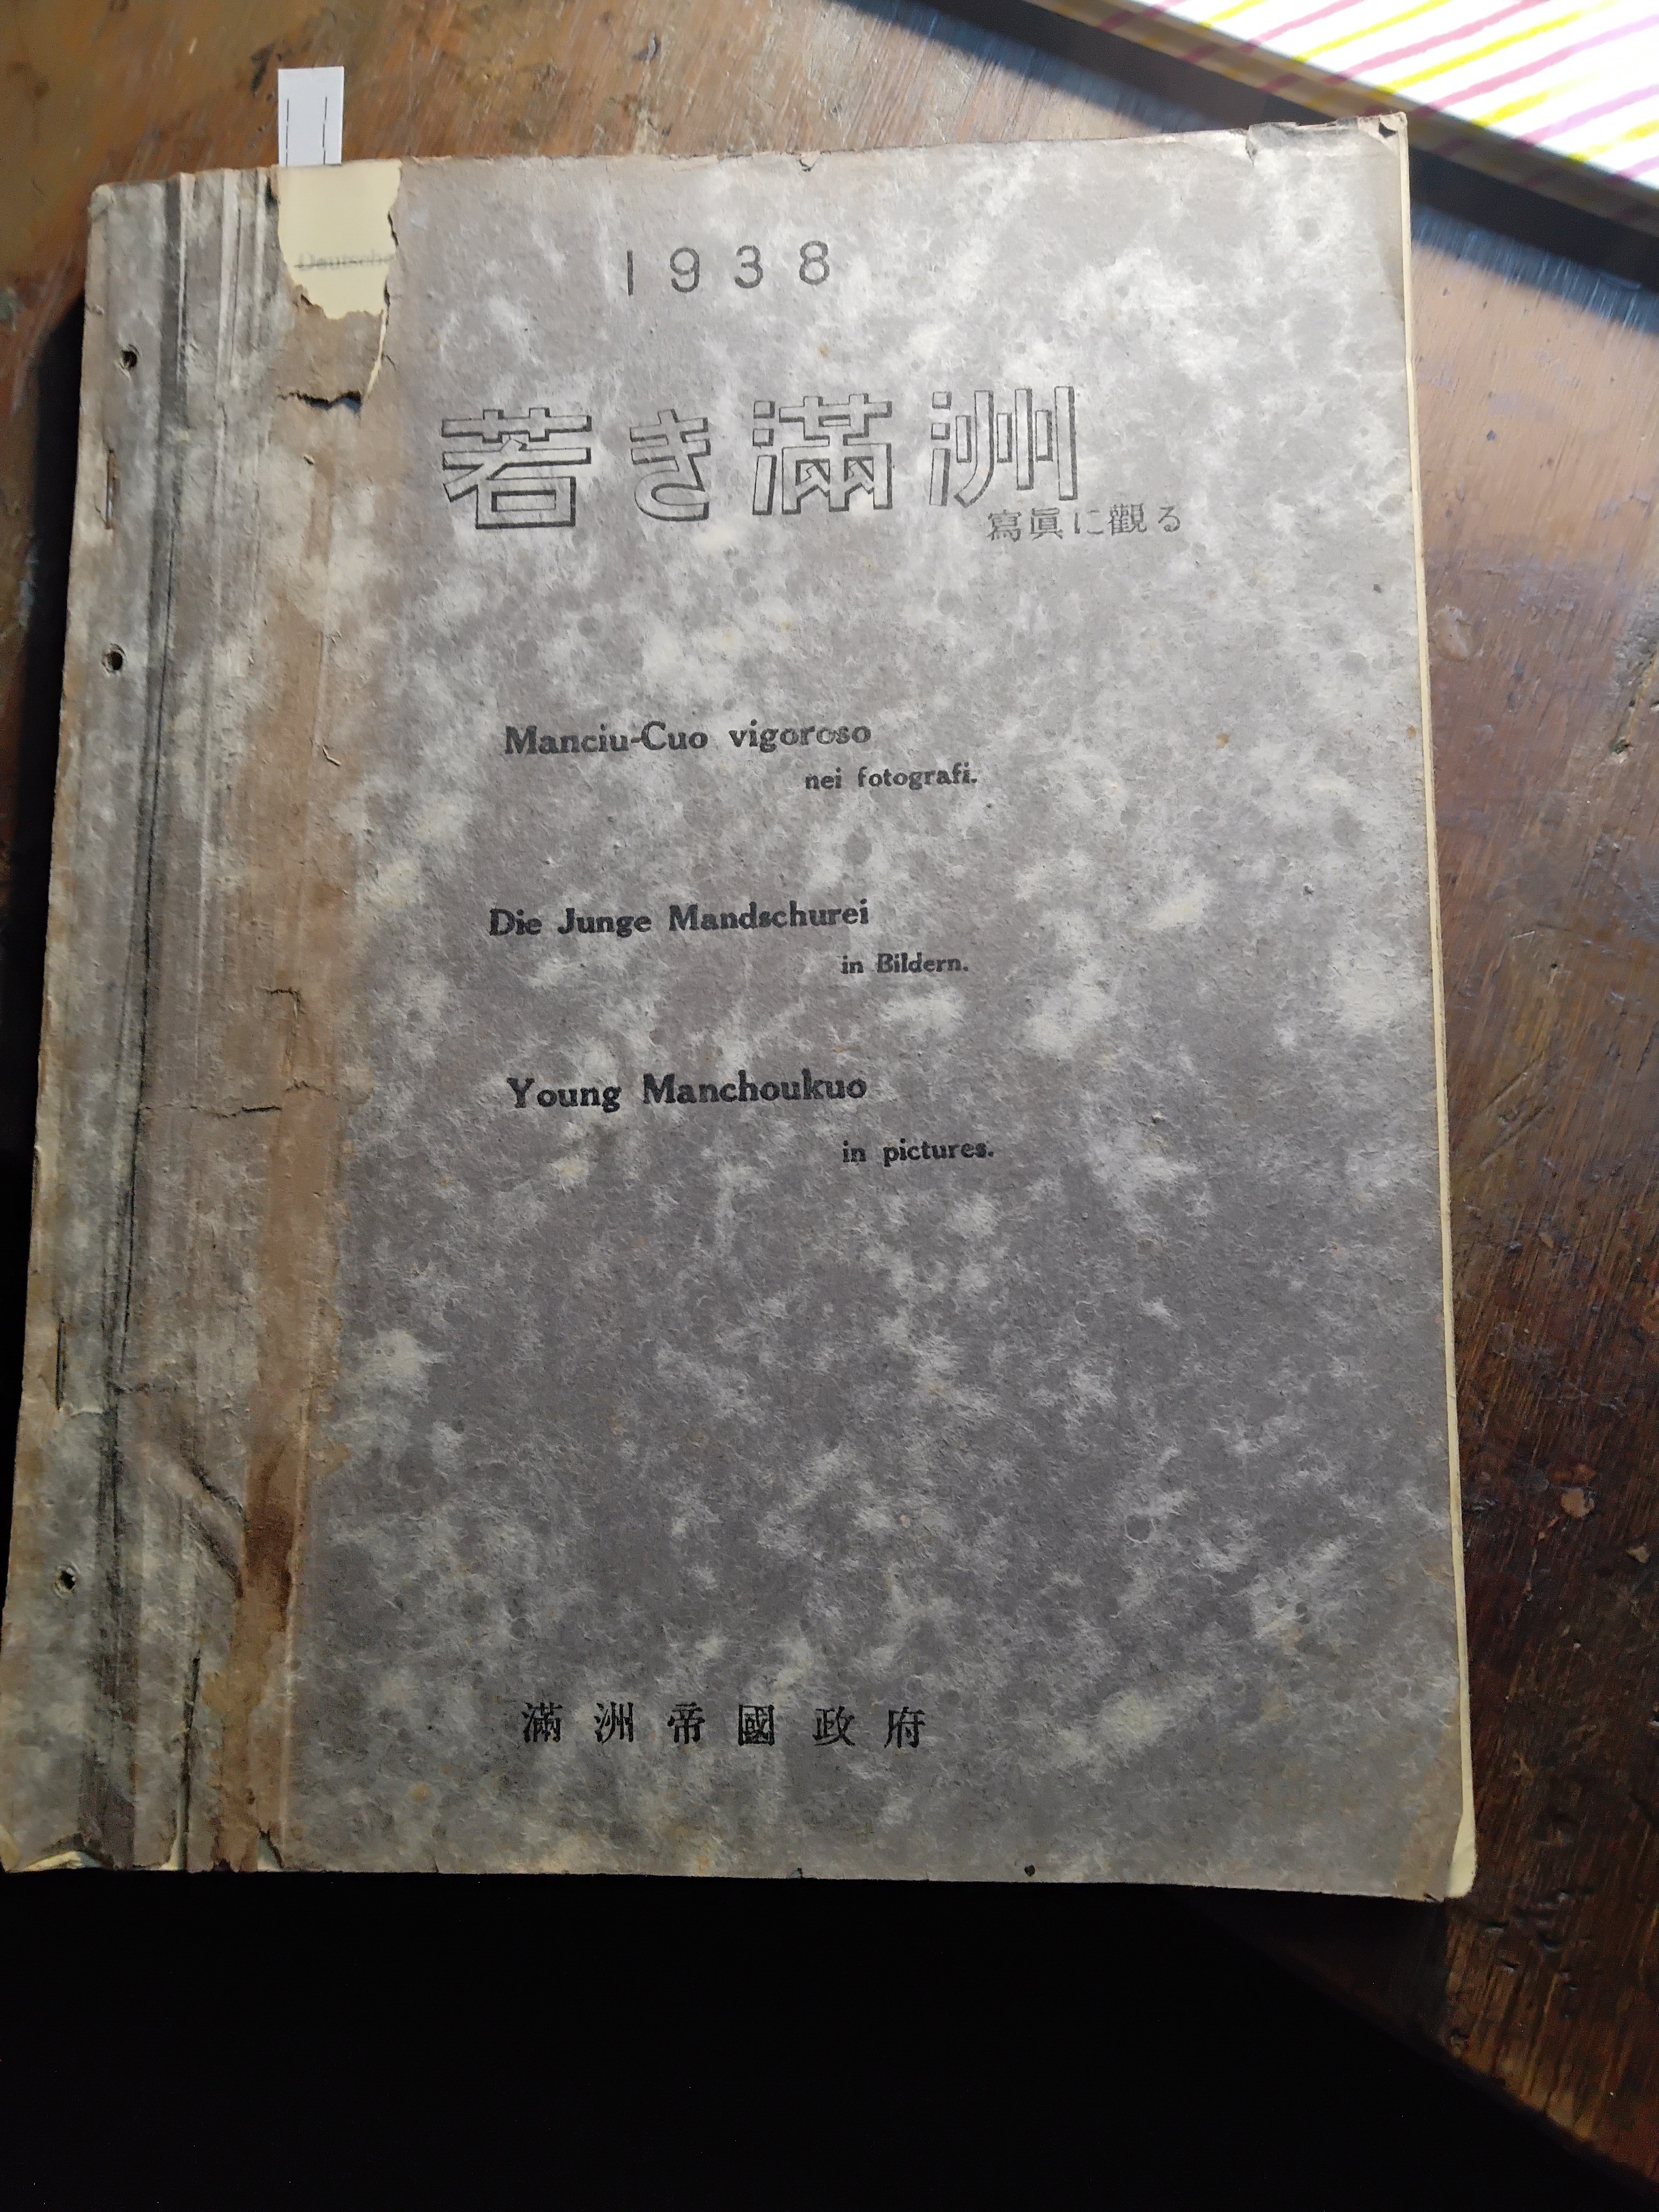 Deutsche
1938
若き滿洲
寫眞に觀る
Manciu-Cuo vigoroso
nei fotografi.
Die Junge Mandschurei
in Bildern.
Young Manchoukuo
in pictures.
滿洲帝國政府